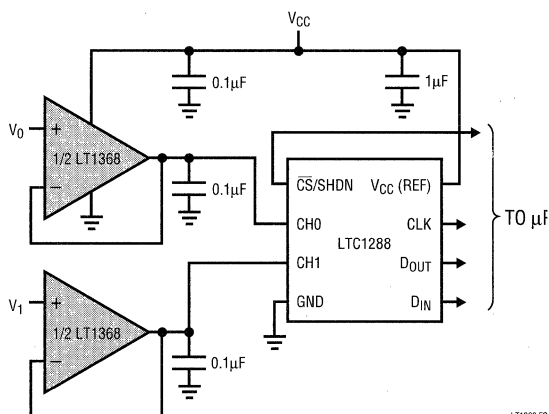 VCC
0.1µF
1µF
V0
+
1/2 LT1368
−
0.1µF
CS/SHDN
VCC (REF)
CH0
CLK
LTC1288
CH1
DOUT
GND
DIN
TO µP
V1
+
1/2 LT1368
−
0.1µF